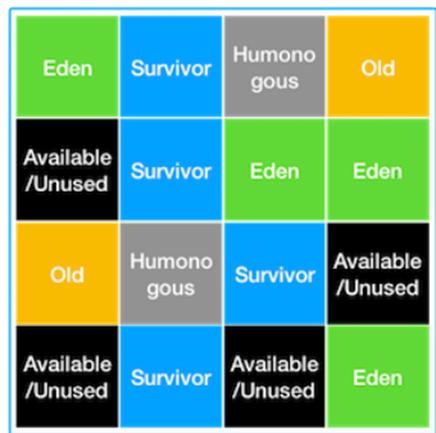 Eden
Survivor
Humono
gous
Old
Available
/Unused
Survivor
Eden
Eden
Old
Humono
gous
Survivor
Available
/Unused
Available
/Unused
Survivor
Available
/Unused
Eden